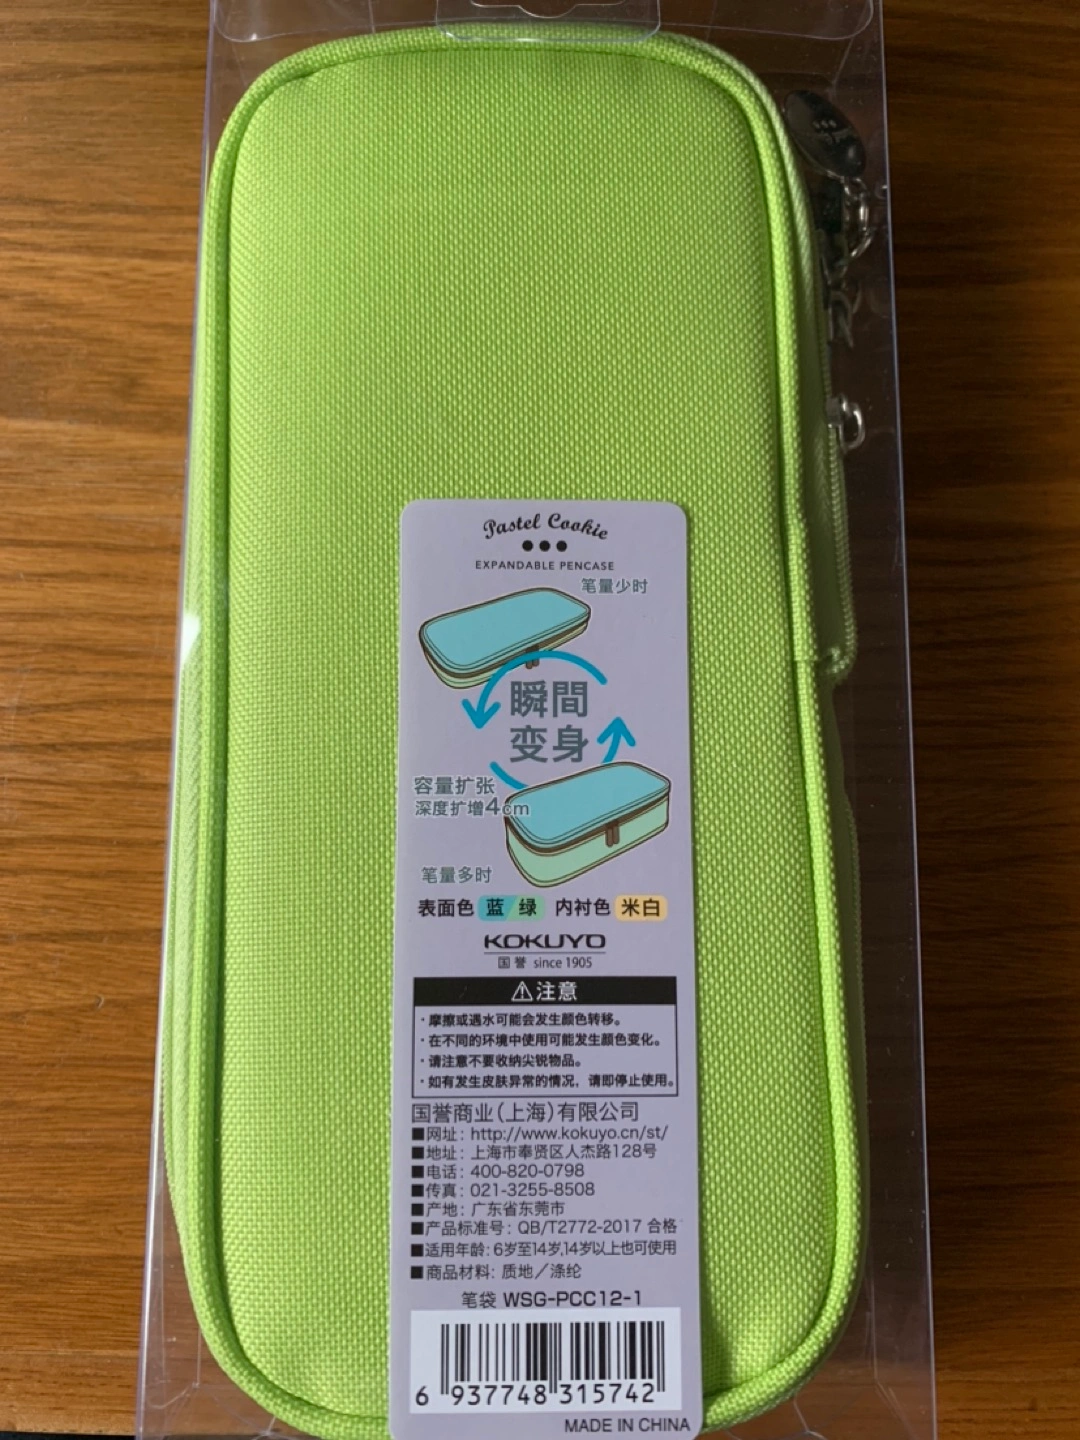 Pastel Cookie
EXPANDABLE PENCASE
笔量少时
瞬間
变身
容量扩张
深度扩增4cm
笔量多时
表面色 蓝/绿 内衬色 米白
KOKUYO
国誉 since 1905
⚠注意
·摩擦或遇水可能会发生颜色转移。
·在不同的环境中使用可能发生颜色变化。
·请注意不要收纳尖锐物品。
·如有发生皮肤异常的情况，请即停止使用。
国誉商业(上海)有限公司
■网址: http://www.kokuyo.cn/st/
■地址: 上海市奉贤区人杰路128号
■电话: 400-820-0798
■传真: 021-3255-8508
■产地: 广东省东莞市
■产品标准号: QB/T2772-2017 合格
■适用年龄: 6岁至14岁,14岁以上也可使用
■商品材料: 质地／涤纶
笔袋 WSG-PCC12-1
6 937748 315742
MADE IN CHINA